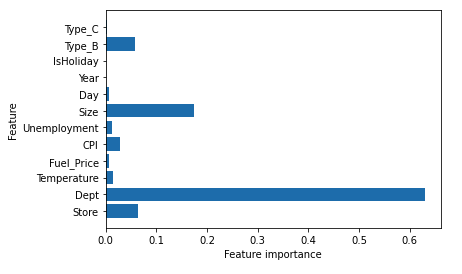 Type_C
Type_B
IsHoliday
Year
Day
Size
Unemployment
CPI
Fuel_Price
Temperature
Dept
Store
Feature
0.0 0.1 0.2 0.3 0.4 0.5 0.6
Feature importance